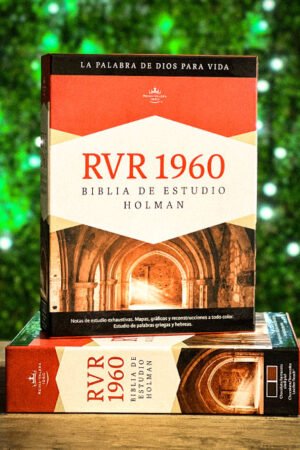 LA PALABRA DE DIOS PARA VIDA
RVR 1960
BIBLIA DE ESTUDIO
HOLMAN
Notas de estudio exhaustivas. Mapas, gráficos y reconstrucciones a todo color.
Estudio de palabras griegas y hebreas.
RVR
1960
BIBLIA
DE
ESTUDIO
HOLMAN